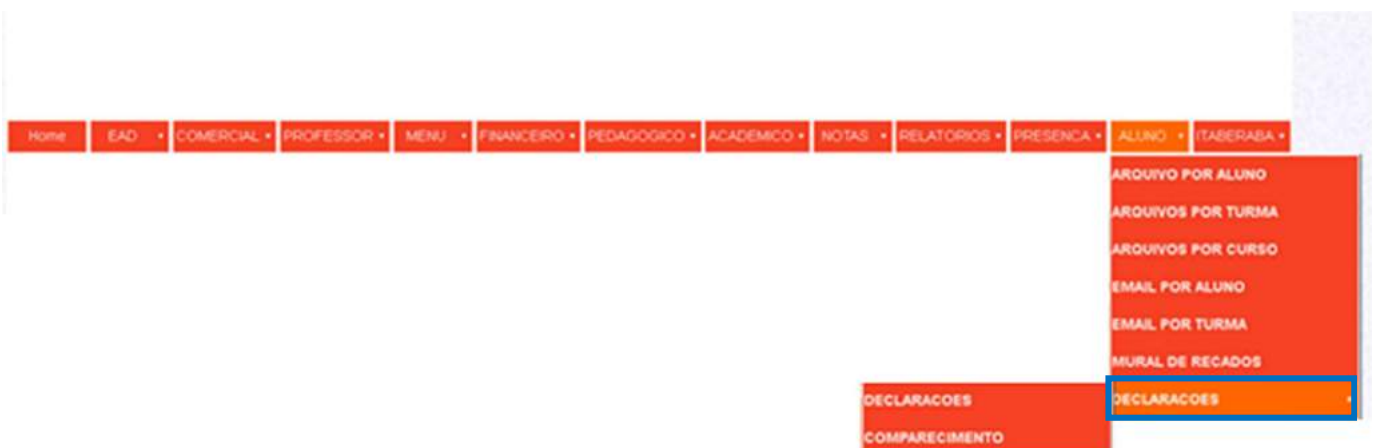 Home EAD COMERCIAL PROFESSOR MENU FINANCEIRO PEDAGOGICO ACADEMICO NOTAS RELATORIOS PRESENCA ALUNO ITABERABA
ARQUIVO POR ALUNO
ARQUIVOS POR TURMA
ARQUIVOS POR CURSO
EMAIL POR ALUNO
EMAIL POR TURMA
MURAL DE RECADOS
DECLARACOES DECLARACOES
COMPARECIMENTO